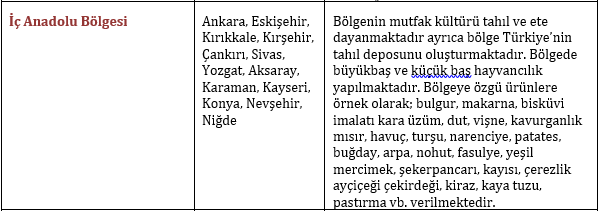 İç Anadolu Bölgesi
Ankara, Eskişehir,
Kırıkkale, Kırşehir,
Çankırı, Sivas,
Yozgat, Aksaray,
Karaman, Kayseri,
Konya, Nevşehir,
Niğde
Bölgenin mutfak kültürü tahıl ve ete
dayanmaktadır ayrıca bölge Türkiye’nin
tahıl deposunu oluşturmaktadır. Bölgede
büyükbaş ve küçük baş hayvancılık
yapılmaktadır. Bölgeye özgü ürünlere
örnek olarak; bulgur, makarna, bisküvi
imalatı kara üzüm, dut, vişne, kavurganlık
mısır, havuç, turşu, narenciye, patates,
buğday, arpa, nohut, fasulye, yeşil
mercimek, şekerpancarı, kayısı, çerezlik
ayçiçeği çekirdeği, kiraz, kaya tuzu,
pastırma vb. verilmektedir.